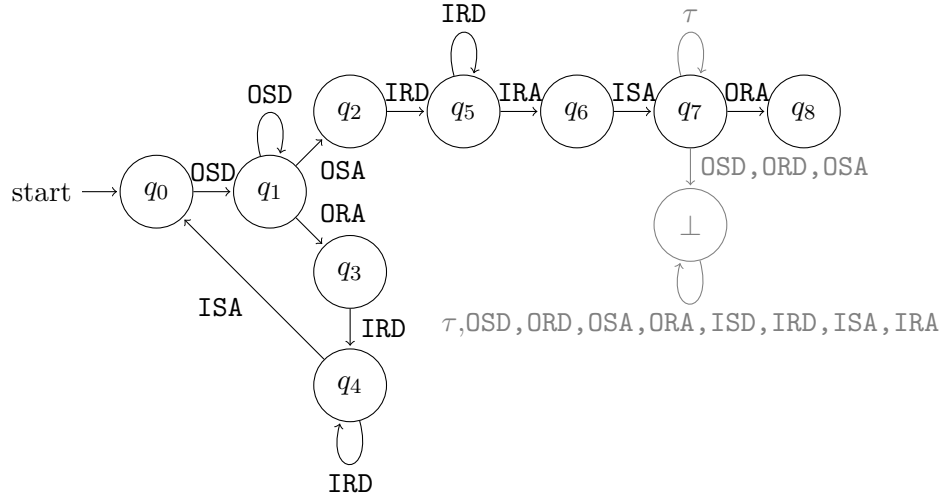 IRD
τ
OSD
q2
IRD
q5
IRA
q6
ISA
q7
ORA
q8
start
q0
OSD
q1
OSA
OSD,ORD,OSA
ORA
⊥
q3
ISA
IRD
τ,OSD,ORD,OSA,ORA,ISD,IRD,ISA,IRA
q4
IRD